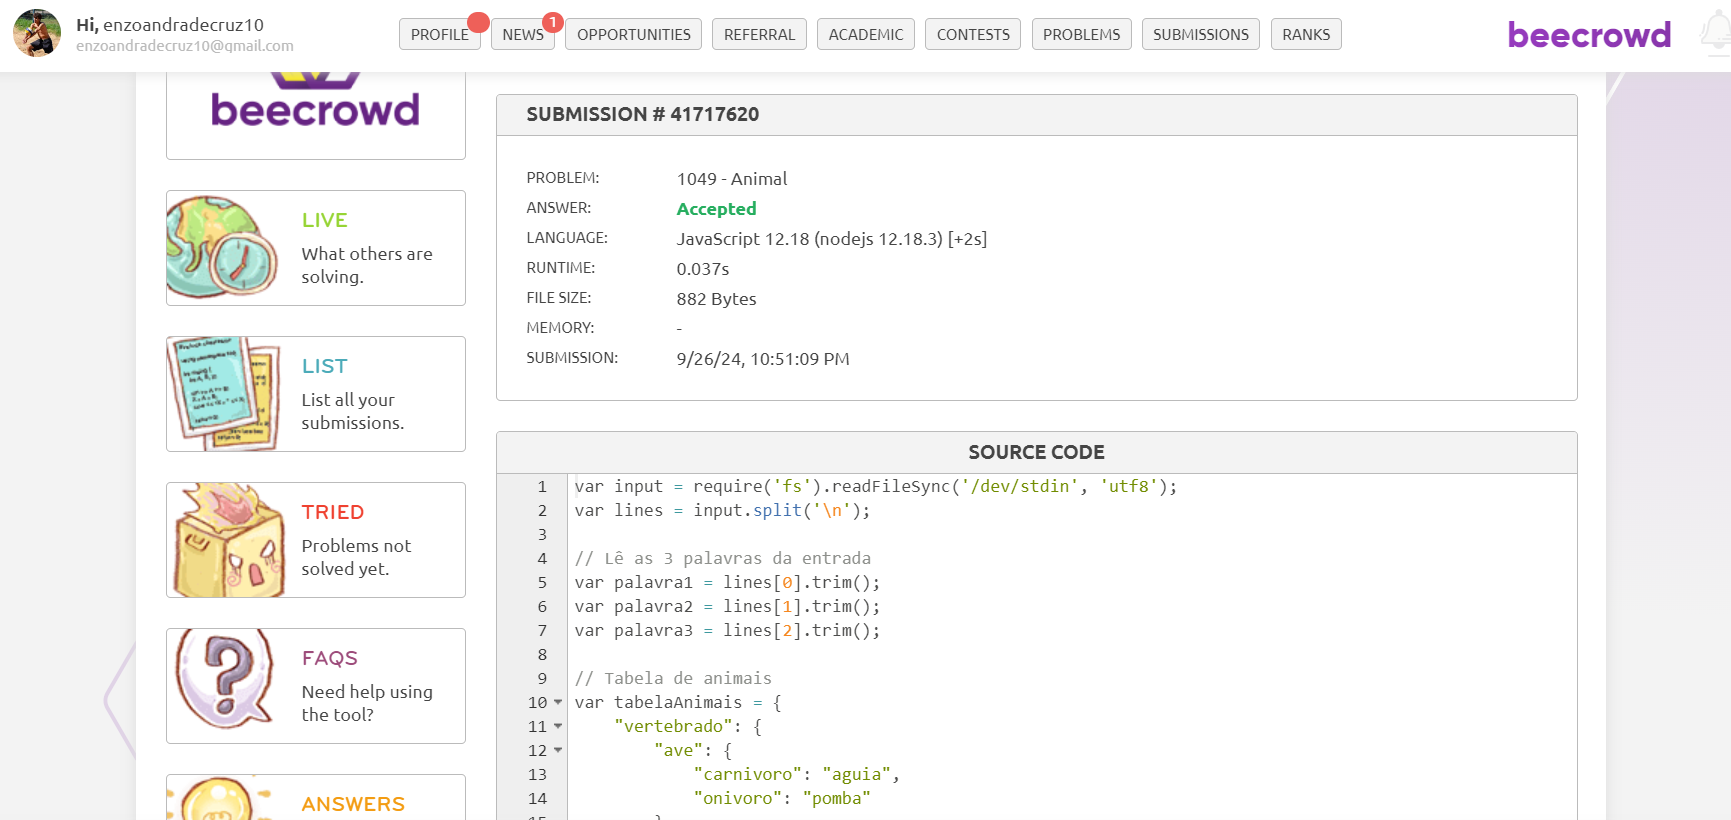 Hi, enzoandradecruz10
enzoandradecruz10@gmail.com
PROFILE
NEWS
1
OPPORTUNITIES
REFERRAL
ACADEMIC
CONTESTS
PROBLEMS
SUBMISSIONS
RANKS
beecrowd
beecrowd
LIVE
What others are
solving.
LIST
List all your
submissions.
TRIED
Problems not
solved yet.
FAQS
Need help using
the tool?
ANSWERS
SUBMISSION # 41717620
PROBLEM: 1049 - Animal
ANSWER: Accepted
LANGUAGE: JavaScript 12.18 (nodejs 12.18.3) [+2s]
RUNTIME: 0.037s
FILE SIZE: 882 Bytes
MEMORY: -
SUBMISSION: 9/26/24, 10:51:09 PM
SOURCE CODE
1 var input = require('fs').readFileSync('/dev/stdin', 'utf8');
2 var lines = input.split('\n');
3
4 // Lê as 3 palavras da entrada
5 var palavra1 = lines[0].trim();
6 var palavra2 = lines[1].trim();
7 var palavra3 = lines[2].trim();
8
9 // Tabela de animais
10 var tabelaAnimais = {
11 "vertebrado": {
12 "ave": {
13 "carnivoro": "aguia",
14 "onivoro": "pomba"